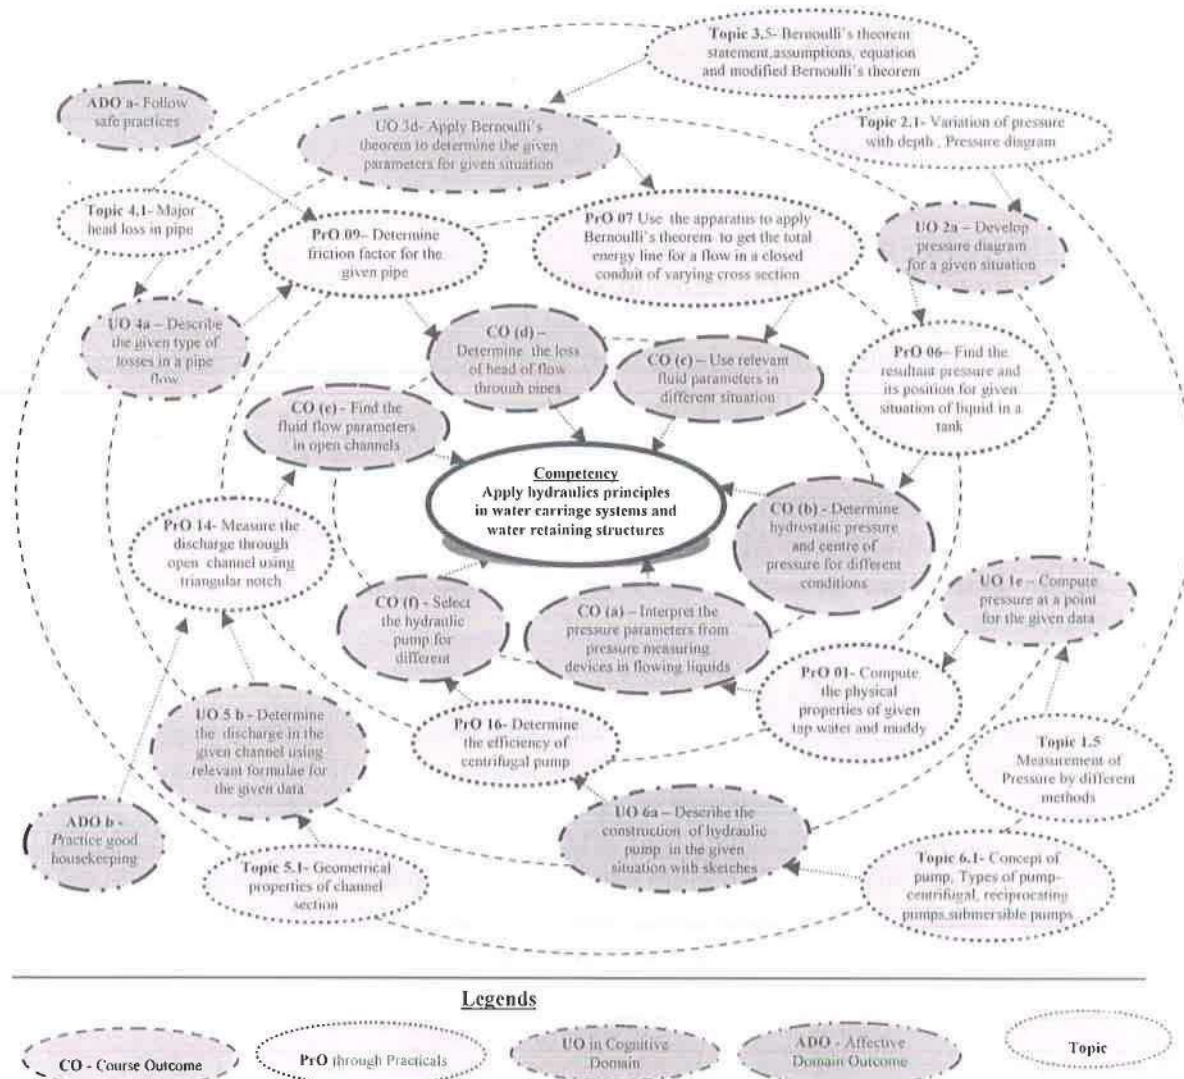 Topic 3.5- Bernoulli's theorem
statement,assumptions, equation
and modified Bernoulli's theorem
ADO a- Follow
safe practices
UO 3d- Apply Bernoulli's
theorem to determine the given
parameters for given situation
Topic 2.1- Variation of pressure
with depth , Pressure diagram
Topic 4.1- Major
head loss in pipe
PrO 09– Determine
friction factor for the
given pipe
PrO 07 Use the apparatus to apply
Bernoulli's theorem to get the total
energy line for a flow in a closed
conduit of varying cross section
UO 2a – Develop
pressure diagram
for a given situation
UO 4a – Describe
the given type of
losses in a pipe
flow.
CO (d) –
Determine the loss
of head of flow
through pipes
CO (c) – Use relevant
fluid parameters in
different situation
PrO 06– Find the
resultant pressure and
its position for given
situation of liquid in a
tank
CO (e) - Find the
fluid flow parameters
in open channels
Competency
Apply hydraulics principles
in water carriage systems and
water retaining structures
CO (b) - Determine
hydrostatic pressure
and centre of
pressure for different
conditions
PrO 14- Measure the
discharge through
open channel using
triangular notch
CO (f) - Select
the hydraulic
pump for
different
CO (a) – Interpret the
pressure parameters from
pressure measuring
devices in flowing liquids
UO 1e – Compute
pressure at a point
for the given data
PrO 01- Compute
the physical
properties of given
tap water and muddy
UO 5 b - Determine
the discharge in the
given channel using
relevant formulae for
the given data
PrO 16- Determine
the efficiency of
centrifugal pump
Topic 1.5
Measurement of
Pressure by different
methods
ADO b -
Practice good
housekeeping
UO 6a – Describe the
construction of hydraulic
pump in the given
situation with sketches
Topic 5.1- Geometrical
properties of channel
section
Topic 6.1- Concept of
pump, Types of pump-
centrifugal, reciprocating
pumps,submersible pumps
Legends
CO - Course Outcome
PrO through Practicals
UO in Cognitive
Domain
ADO - Affective
Domain Outcome
Topic